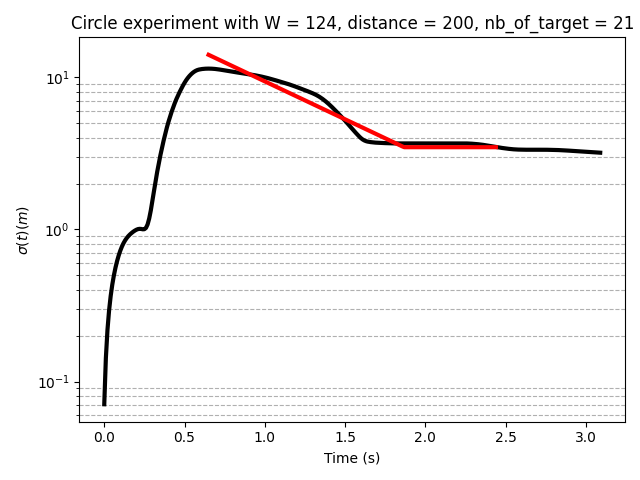 Circle experiment with W = 124, distance = 200, nb_of_target = 21
σ(t)(m)
10¹
10⁰
10⁻¹
0.0 0.5 1.0 1.5 2.0 2.5 3.0
Time (s)